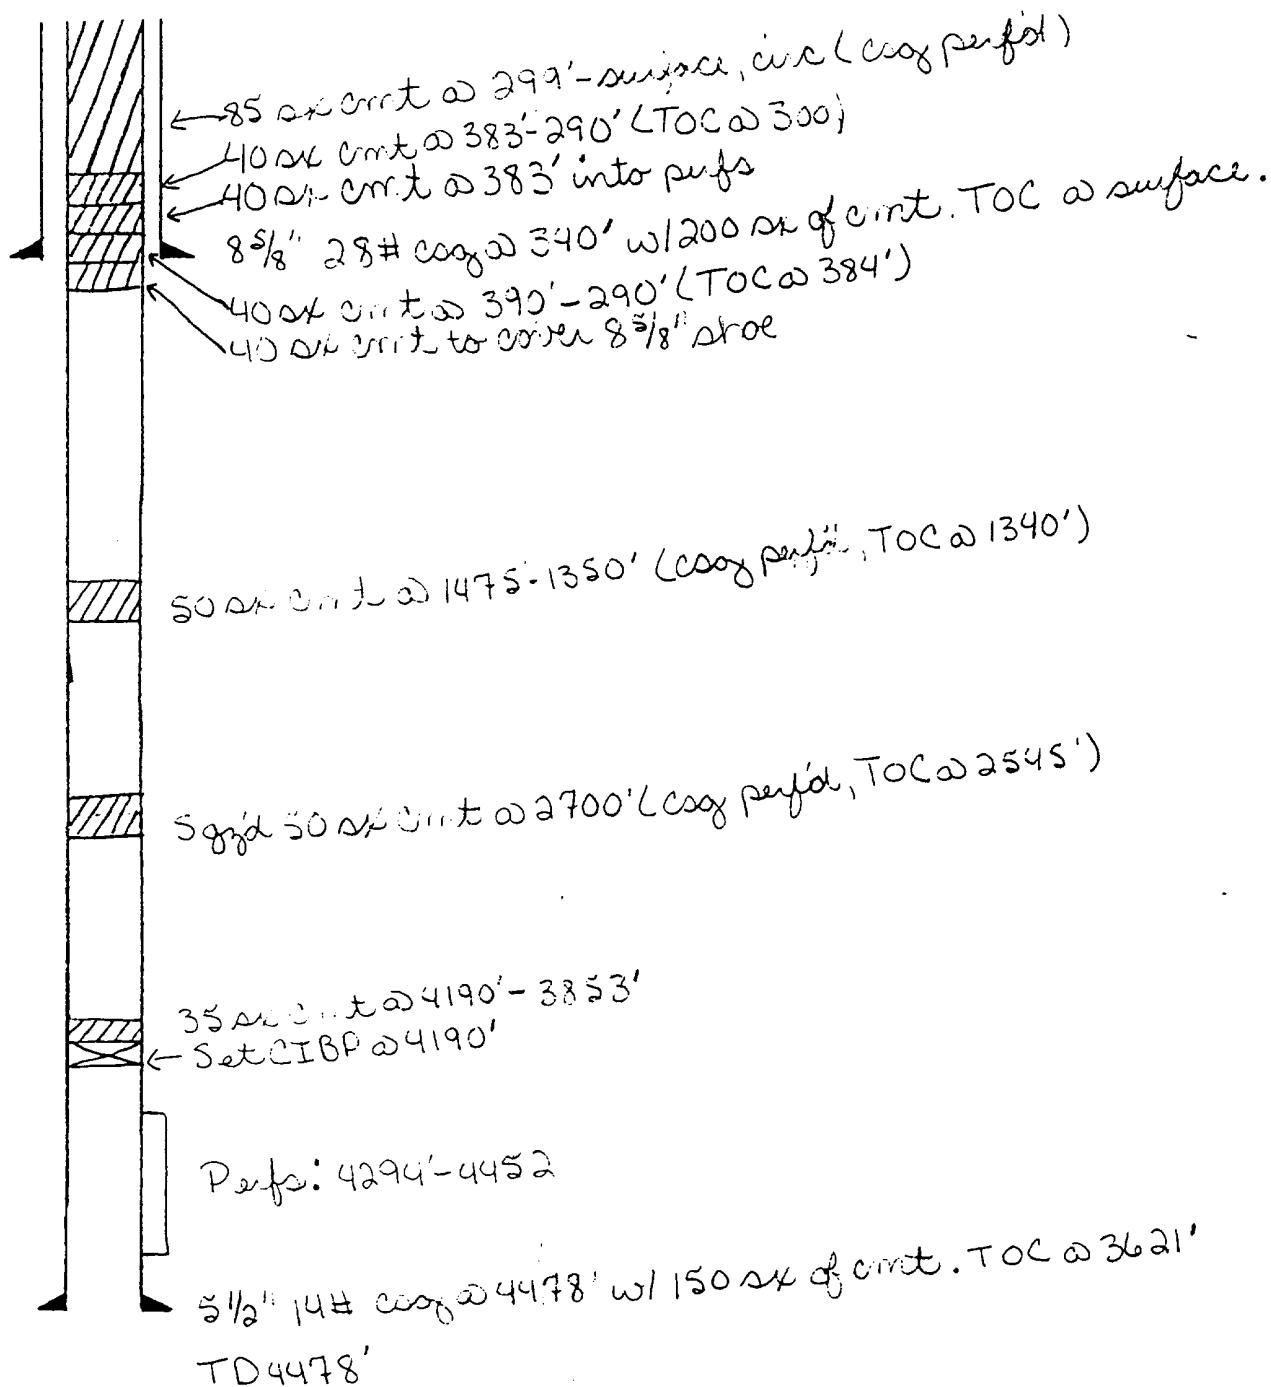 85 sx cmt @ 299'-surface, circ (csg perf'd)
40 sx cmt @ 383'-290' (TOC @ 300)
40 sx cmt @ 383' into perfs
8 5/8" 28# csg @ 340' w/200 sx of cmt. TOC @ surface.
40 sx cmt @ 390'-290' (TOC @ 384')
40 sx cmt to cover 8 5/8" shoe
50 sx cmt @ 1475-1350' (csg perf'd, TOC @ 1340')
Sqz'd 50 sx cmt @ 2700' (csg perf'd, TOC @ 2545')
35 sx cmt @ 4190'-3853'
Set CIBP @ 4190'
Perfs: 4294'-4452
5 1/2" 14# csg @ 4478' w/ 150 sx of cmt. TOC @ 3621'
TD 4478'